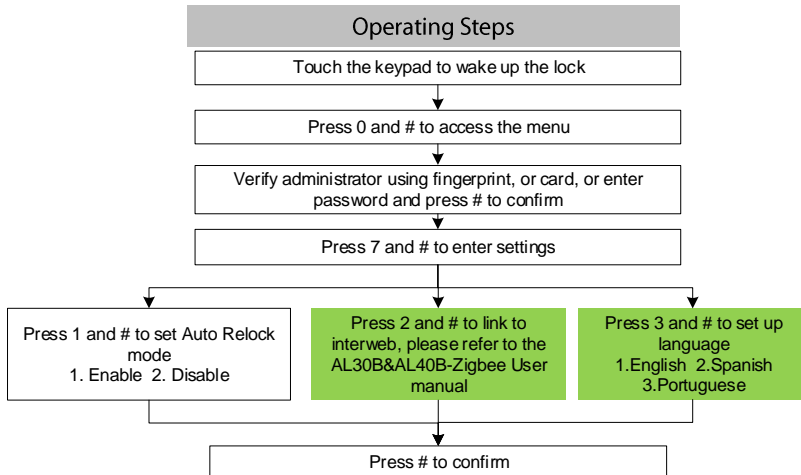 Operating Steps
Touch the keypad to wake up the lock
Press 0 and # to access the menu
Verify administrator using fingerprint, or card, or enter
password and press # to confirm
Press 7 and # to enter settings
Press 1 and # to set Auto Relock
mode
1. Enable 2. Disable
Press 2 and # to link to
interweb, please refer to the
AL30B&AL40B-Zigbee User
manual
Press 3 and # to set up
language
1.English 2.Spanish
3.Portuguese
Press # to confirm